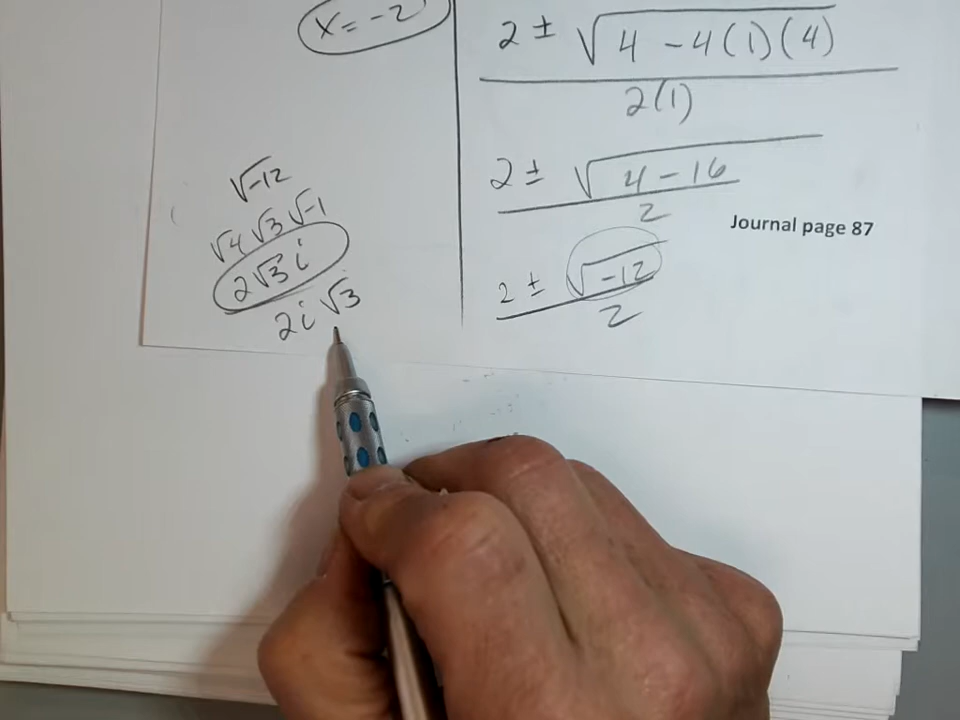 x = -2
√-12
√4 √3 √-1
2√3 i
2i√3
2 ± √4 - 4(1)(4)
2(1)
2 ± √4 - 16
2
Journal page 87
2 ± √-12
2